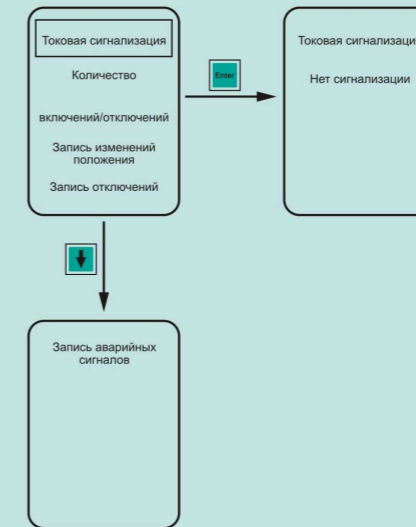 Токовая сигнализация
Количество
включений/отключений
Запись изменений
положения
Запись отключений
Enter
Токовая сигнализаци
Нет сигнализации
Запись аварийных
сигналов